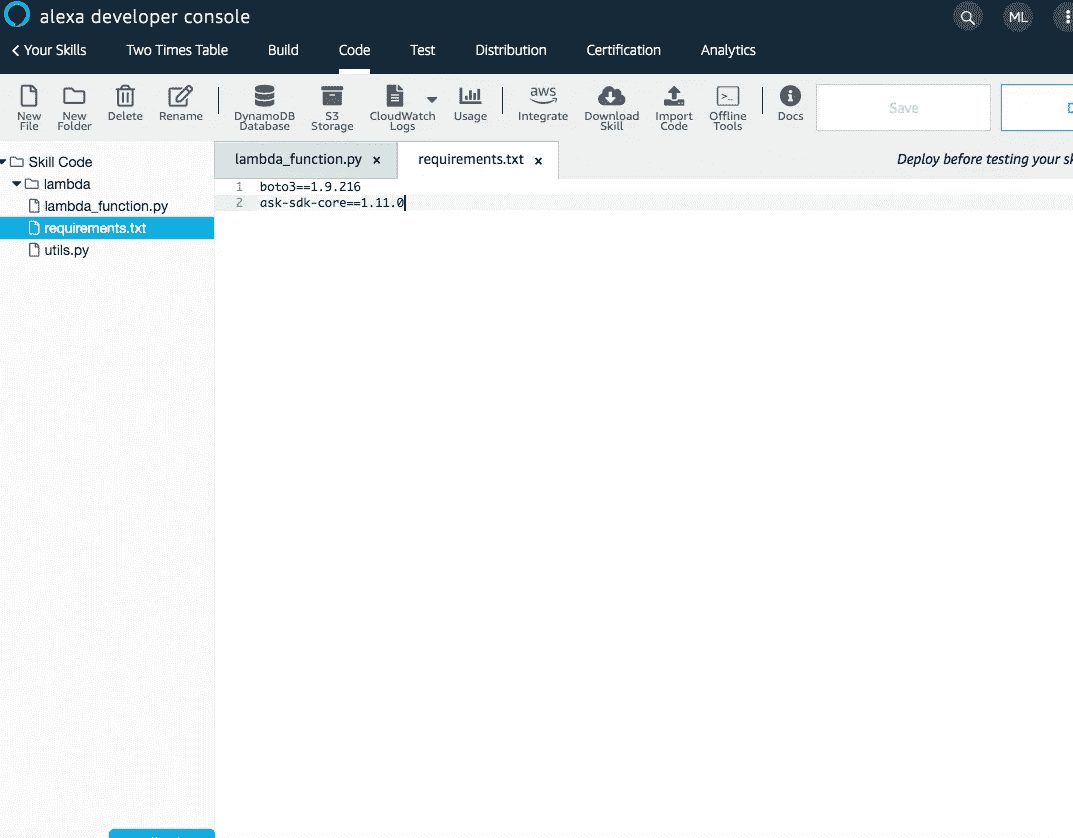 alexa developer console
ML
Your Skills Two Times Table Build Code Test Distribution Certification Analytics
New File New Folder Delete Rename DynamoDB Database S3 Storage CloudWatch Logs Usage aws Integrate Download Skill Import Code Offline Tools Docs Save
Skill Code
lambda
lambda_function.py
requirements.txt
utils.py
lambda_function.py × requirements.txt ×
Deploy before testing your
1 boto3==1.9.216
2 ask-sdk-core==1.11.0